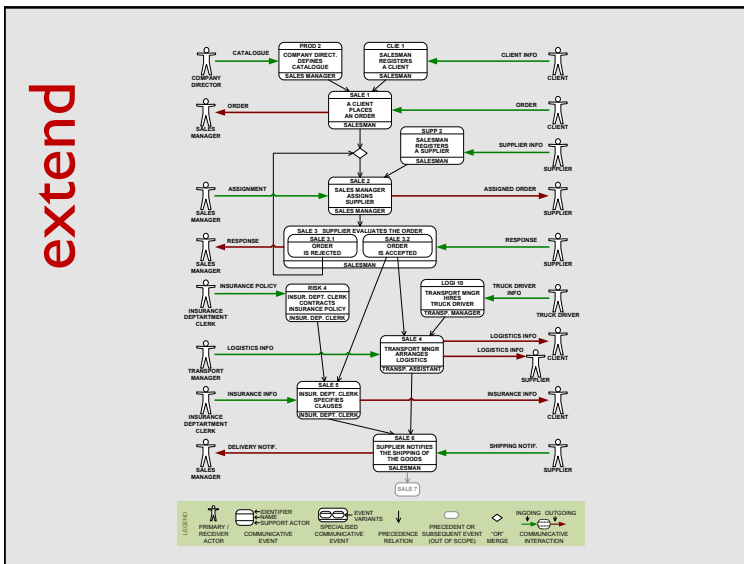 extend
PROD 2
COMPANY DIRECT.
DEFINES
CATALOGUE
SALES MANAGER
CLIE 1
SALESMAN
REGISTERS
A CLIENT
SALESMAN
CATALOGUE
COMPANY
DIRECTOR
CLIENT INFO
CLIENT
SALE 1
A CLIENT
PLACES
AN ORDER
SALESMAN
ORDER
SALES
MANAGER
ORDER
CLIENT
SUPP 2
SALESMAN
REGISTERS
A SUPPLIER
SALESMAN
SUPPLIER INFO
SUPPLIER
SALE 2
SALES MANAGER
ASSIGNS
SUPPLIER
SALES MANAGER
ASSIGNMENT
SALES
MANAGER
ASSIGNED ORDER
SUPPLIER
SALE 3 SUPPLIER EVALUATES THE ORDER
SALE 3.1
ORDER
IS REJECTED
SALE 3.2
ORDER
IS ACCEPTED
SALESMAN
RESPONSE
SALES
MANAGER
RESPONSE
SUPPLIER
INSURANCE POLICY
INSURANCE
DEPTARTMENT
CLERK
RISK 4
INSUR. DEPT. CLERK
CONTRACTS
INSURANCE POLICY
INSUR. DEP. CLERK
LOGI 10
TRANSPORT MNGR
HIRES
TRUCK DRIVER
TRANSP. MANAGER
TRUCK DRIVER
INFO
TRUCK DRIVER
LOGISTICS INFO
TRANSPORT
MANAGER
SALE 4
TRANSPORT MNGR
ARRANGES
LOGISTICS
TRANSP. ASSISTANT
LOGISTICS INFO
CLIENT
LOGISTICS INFO
SUPPLIER
SALE 5
INSUR. DEPT. CLERK
SPECIFIES
CLAUSES
INSUR. DEPT. CLERK
INSURANCE INFO
INSURANCE
DEPTARTMENT
CLERK
INSURANCE INFO
CLIENT
SALE 6
SUPPLIER NOTIFIES
THE SHIPPING OF
THE GOODS
SALESMAN
DELIVERY NOTIF.
SALES
MANAGER
SHIPPING NOTIF.
SUPPLIER
SALE 7
LEGEND
PRIMARY /
RECEIVER
ACTOR
IDENTIFIER
NAME
SUPPORT ACTOR
COMMUNICATIVE
EVENT
EVENT
VARIANTS
SPECIALISED
COMMUNICATIVE
EVENT
PRECEDENCE
RELATION
PRECEDENT OR
SUBSEQUENT EVENT
(OUT OF SCOPE)
"OR"
MERGE
INGOING OUTGOING
COMMUNICATIVE
INTERACTION